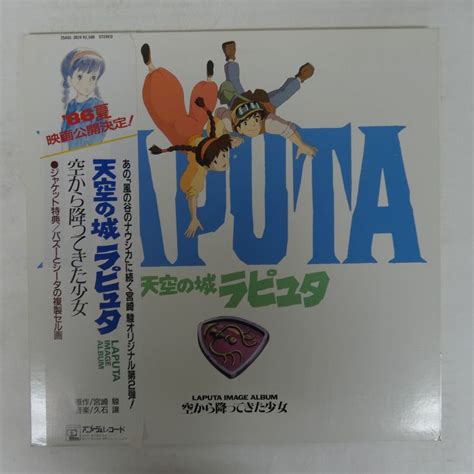 STEREO
'86夏
映画公開決定!
あの「風の谷のナウシカ」に続く宮崎 駿オリジナル第2弾!
天空の城 ラピュタ
LAPUTA
IMAGE
ALBUM
空から降ってきた少女
●ジャケット特典/パズーとシータの複製セル画
原作/宮崎 駿
音楽/久石 譲
アニメージュレコード
APUTA
天空の城 ラピュタ
LAPUTA IMAGE ALBUM
空から降ってきた少女